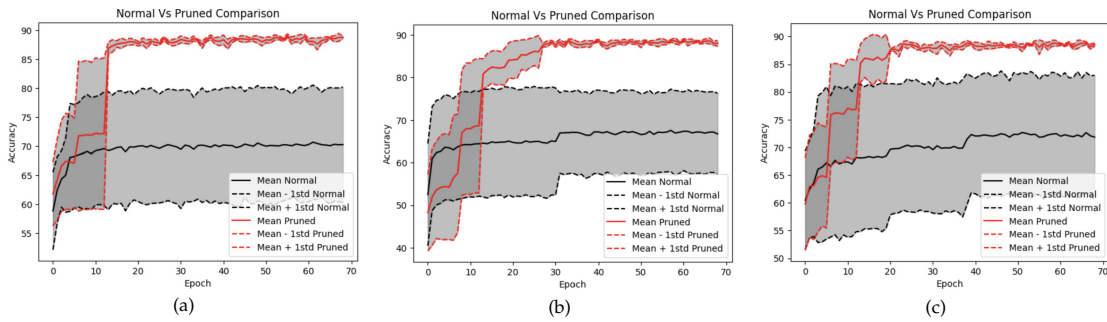 Normal Vs Pruned Comparison
90
85
80
75
70
65
60
55
Accuracy
0
10
20
30
40
50
60
70
Epoch
Mean Normal
Mean - 1std Normal
Mean + 1std Normal
Mean Pruned
Mean - 1std Pruned
Mean + 1std Pruned
(a)
Normal Vs Pruned Comparison
90
80
70
60
50
40
Accuracy
0
10
20
30
40
50
60
70
Epoch
Mean Normal
Mean - 1std Normal
Mean + 1std Normal
Mean Pruned
Mean - 1std Pruned
Mean + 1std Pruned
(b)
Normal Vs Pruned Comparison
90
85
80
75
70
65
60
55
50
Accuracy
0
10
20
30
40
50
60
70
Epoch
Mean Normal
Mean - 1std Normal
Mean + 1std Normal
Mean Pruned
Mean - 1std Pruned
Mean + 1std Pruned
(c)